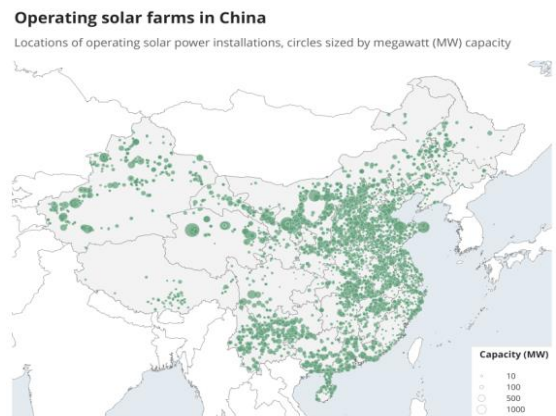 Operating solar farms in China
Locations of operating solar power installations, circles sized by megawatt (MW) capacity
Capacity (MW)
10
100
500
1000